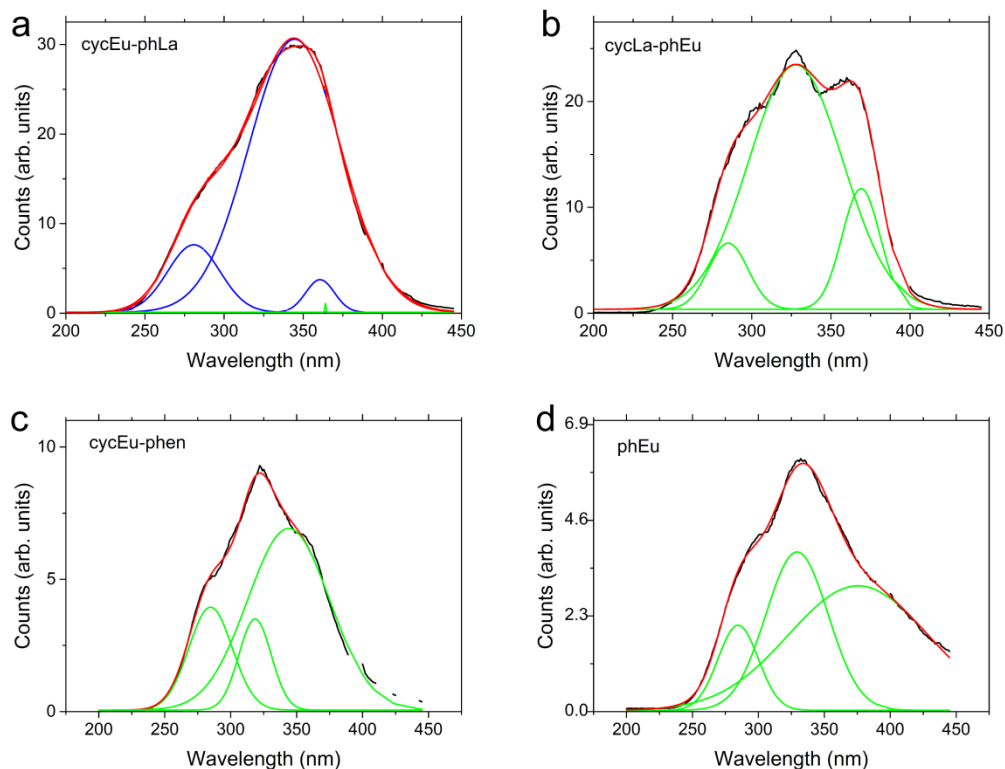 a
cycEu-phLa
30
20
10
0
Counts (arb. units)
200 250 300 350 400 450
Wavelength (nm)
b
cycLa-phEu
20
10
0
Counts (arb. units)
200 250 300 350 400 450
Wavelength (nm)
c
cycEu-phen
10
5
0
Counts (arb. units)
200 250 300 350 400 450
Wavelength (nm)
d
phEu
6.9
4.6
2.3
0.0
Counts (arb. units)
200 250 300 350 400 450
Wavelength (nm)